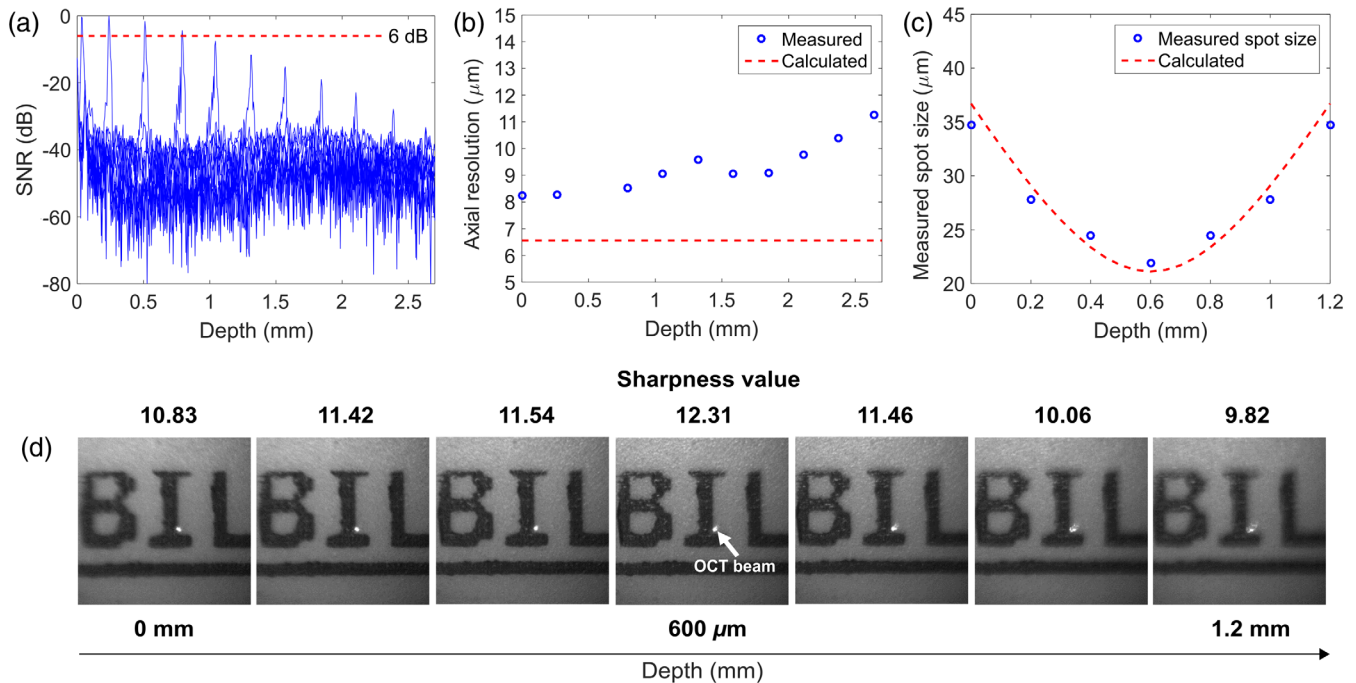 (a)
0
-20
-40
-60
-80
SNR (dB)
6 dB
0 0.5 1 1.5 2 2.5
Depth (mm)
(b)
15
14
13
12
11
10
9
8
7
6
5
Axial resolution (μm)
Measured
Calculated
0 0.5 1 1.5 2 2.5
Depth (mm)
(c)
45
40
35
30
25
20
Measured spot size (μm)
Measured spot size
Calculated
0 0.2 0.4 0.6 0.8 1 1.2
Depth (mm)
Sharpness value
10.83 11.42 11.54 12.31 11.46 10.06 9.82
(d)
BIL BIL BIL BIL BIL BIL BIL
OCT beam
0 mm 600 μm 1.2 mm
Depth (mm)